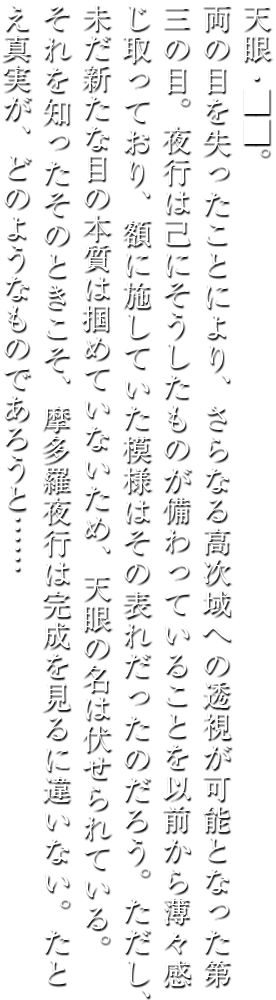 天眼・■■。
両の目を失ったことにより、さらなる高次域への透視が可能となった第
三の目。夜行は己にそうしたものが備わっていることを以前から薄々感
じ取っており、額に施していた模様はその表れだったのだろう。ただし、
未だ新たな目の本質は掴めていないため、天眼の名は伏せられている。
それを知ったそのときこそ、摩多羅夜行は完成を見るに違いない。たと
え真実が、どのようなものであろうと……